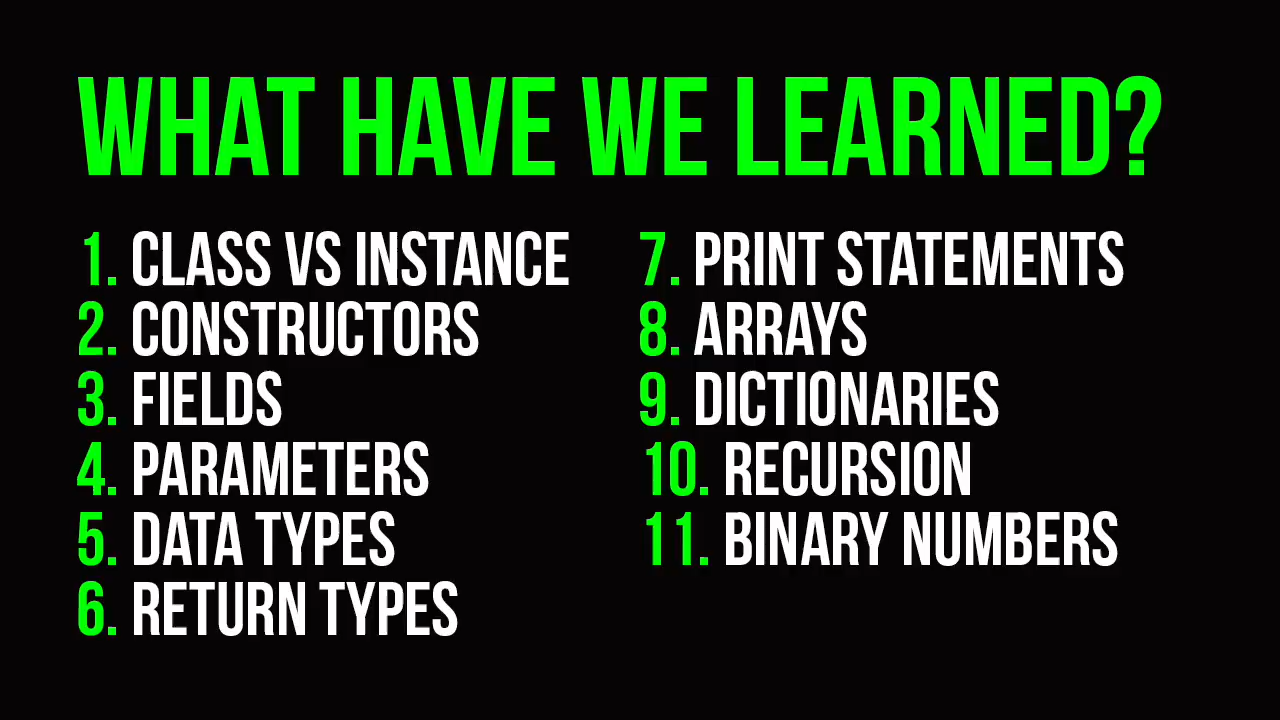 WHAT HAVE WE LEARNED?
1. CLASS VS INSTANCE
2. CONSTRUCTORS
3. FIELDS
4. PARAMETERS
5. DATA TYPES
6. RETURN TYPES
7. PRINT STATEMENTS
8. ARRAYS
9. DICTIONARIES
10. RECURSION
11. BINARY NUMBERS